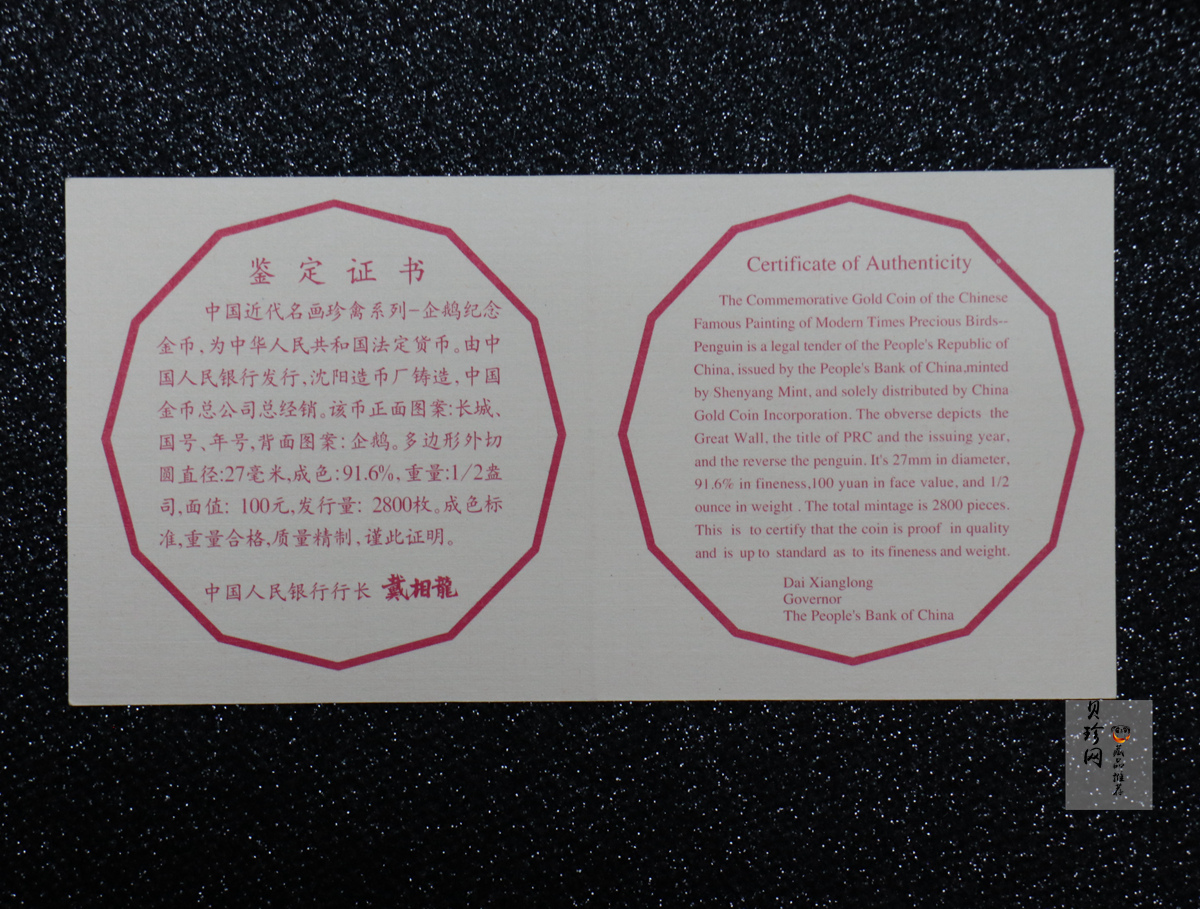 鉴定证书
中国近代名画珍禽系列-企鹅纪念
金币,为中华人民共和国法定货币。由中
国人民银行发行,沈阳造币厂铸造,中国
金币总公司总经销。该币正面图案:长城、
国号、年号,背面图案:企鹅。多边形外切
圆直径:27毫米,成色:91.6%,重量:1/2盎
司,面值: 100元,发行量: 2800枚。成色标
准,重量合格,质量精制,谨此证明。
中国人民银行行长 戴相龍
Certificate of Authenticity
The Commemorative Gold Coin of the Chinese
Famous Painting of Modern Times Precious Birds--
Penguin is a legal tender of the People's Republic of
China, issued by the People's Bank of China,minted
by Shenyang Mint, and solely distributed by China
Gold Coin Incorporation. The obverse depicts the
Great Wall, the title of PRC and the issuing year,
and the reverse the penguin. It's 27mm in diameter,
91.6% in fineness,100 yuan in face value, and 1/2
ounce in weight . The total mintage is 2800 pieces.
This is to certify that the coin is proof in quality
and is up to standard as to its fineness and weight.
Dai Xianglong
Governor
The People's Bank of China
贝珍网
藏品推荐